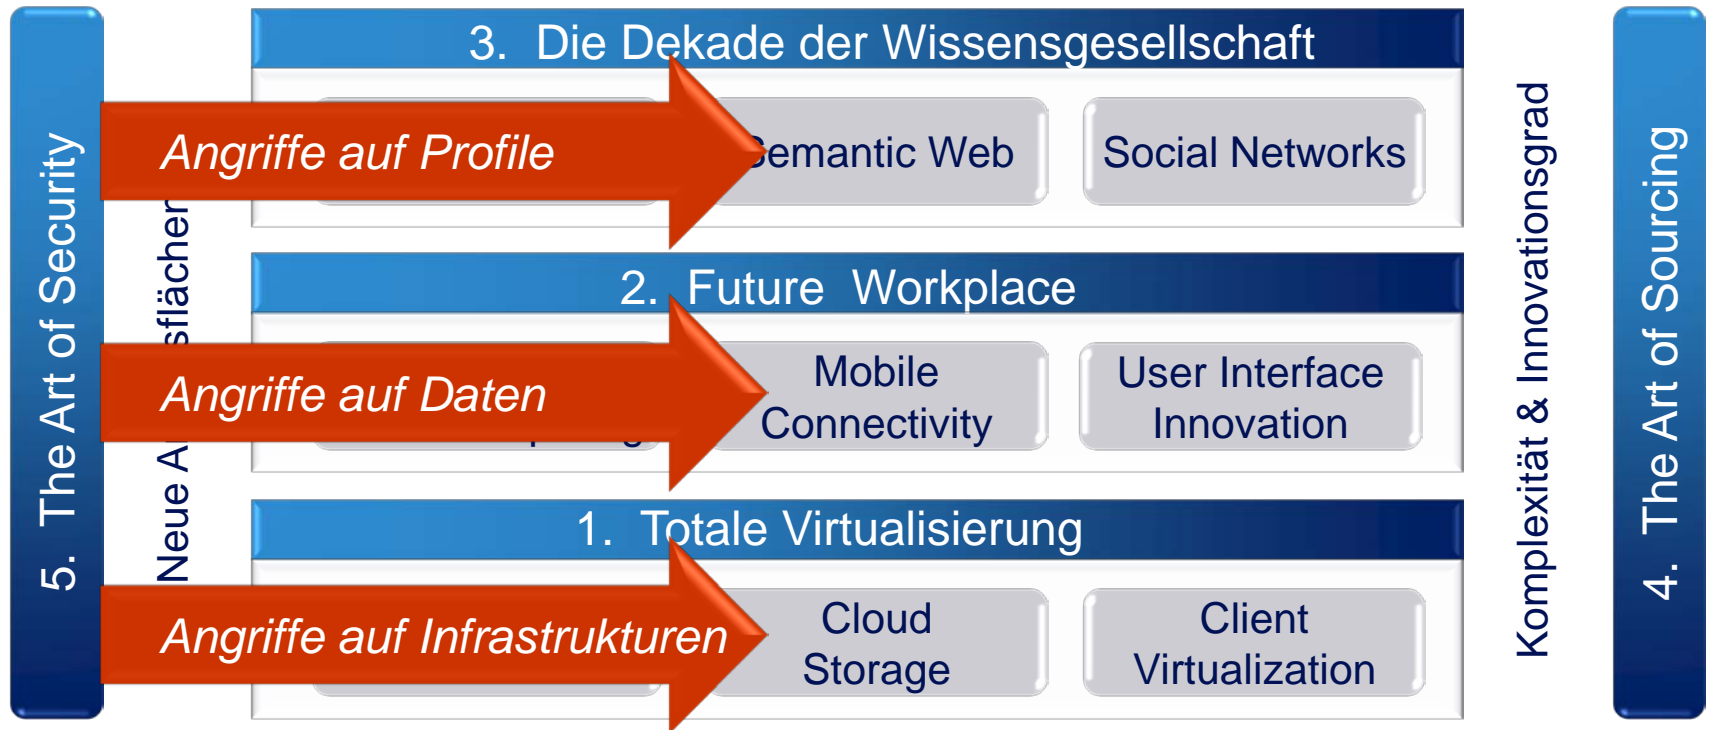 5. The Art of Security
Neue
3. Die Dekade der Wissensgesellschaft
Angriffe auf Profile
Semantic Web
Social Networks
2. Future Workplace
Angriffe auf Daten
Mobile
Connectivity
User Interface
Innovation
1. Totale Virtualisierung
Angriffe auf Infrastrukturen
Cloud
Storage
Client
Virtualization
Komplexität & Innovationsgrad
4. The Art of Sourcing